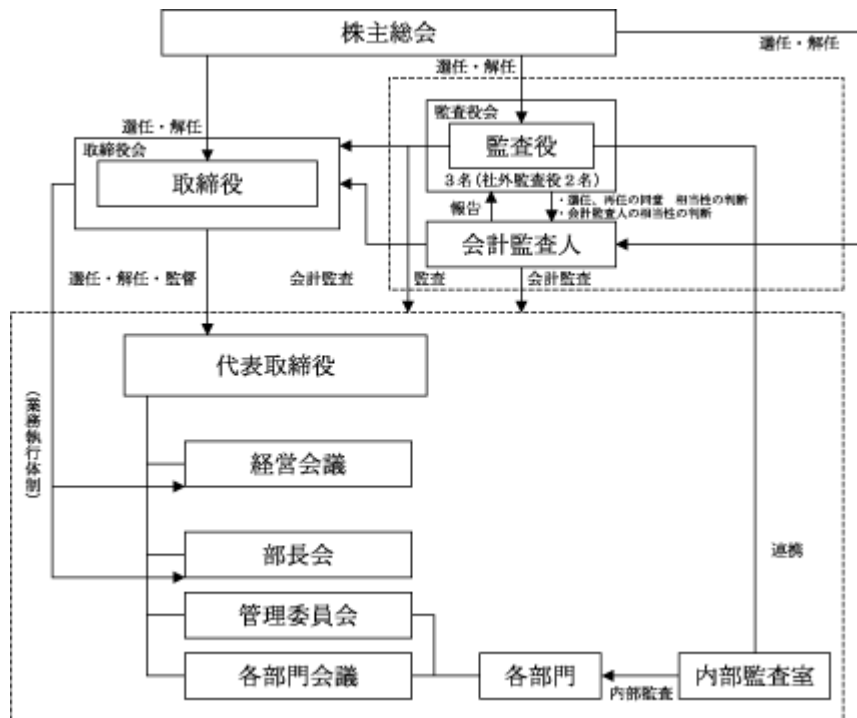 株主総会
選任・解任
選任・解任
選任・解任
監査役会
監査役
3名(社外監査役2名)
取締役会
取締役
報告
・選任、再任の同意 相当性の判断
・会計監査人の相当性の判断
会計監査人
選任・解任・監督
会計監査
監査
会計監査
代表取締役
(業務執行体制)
経営会議
部長会
連携
管理委員会
各部門会議
各部門
内部監査
内部監査室